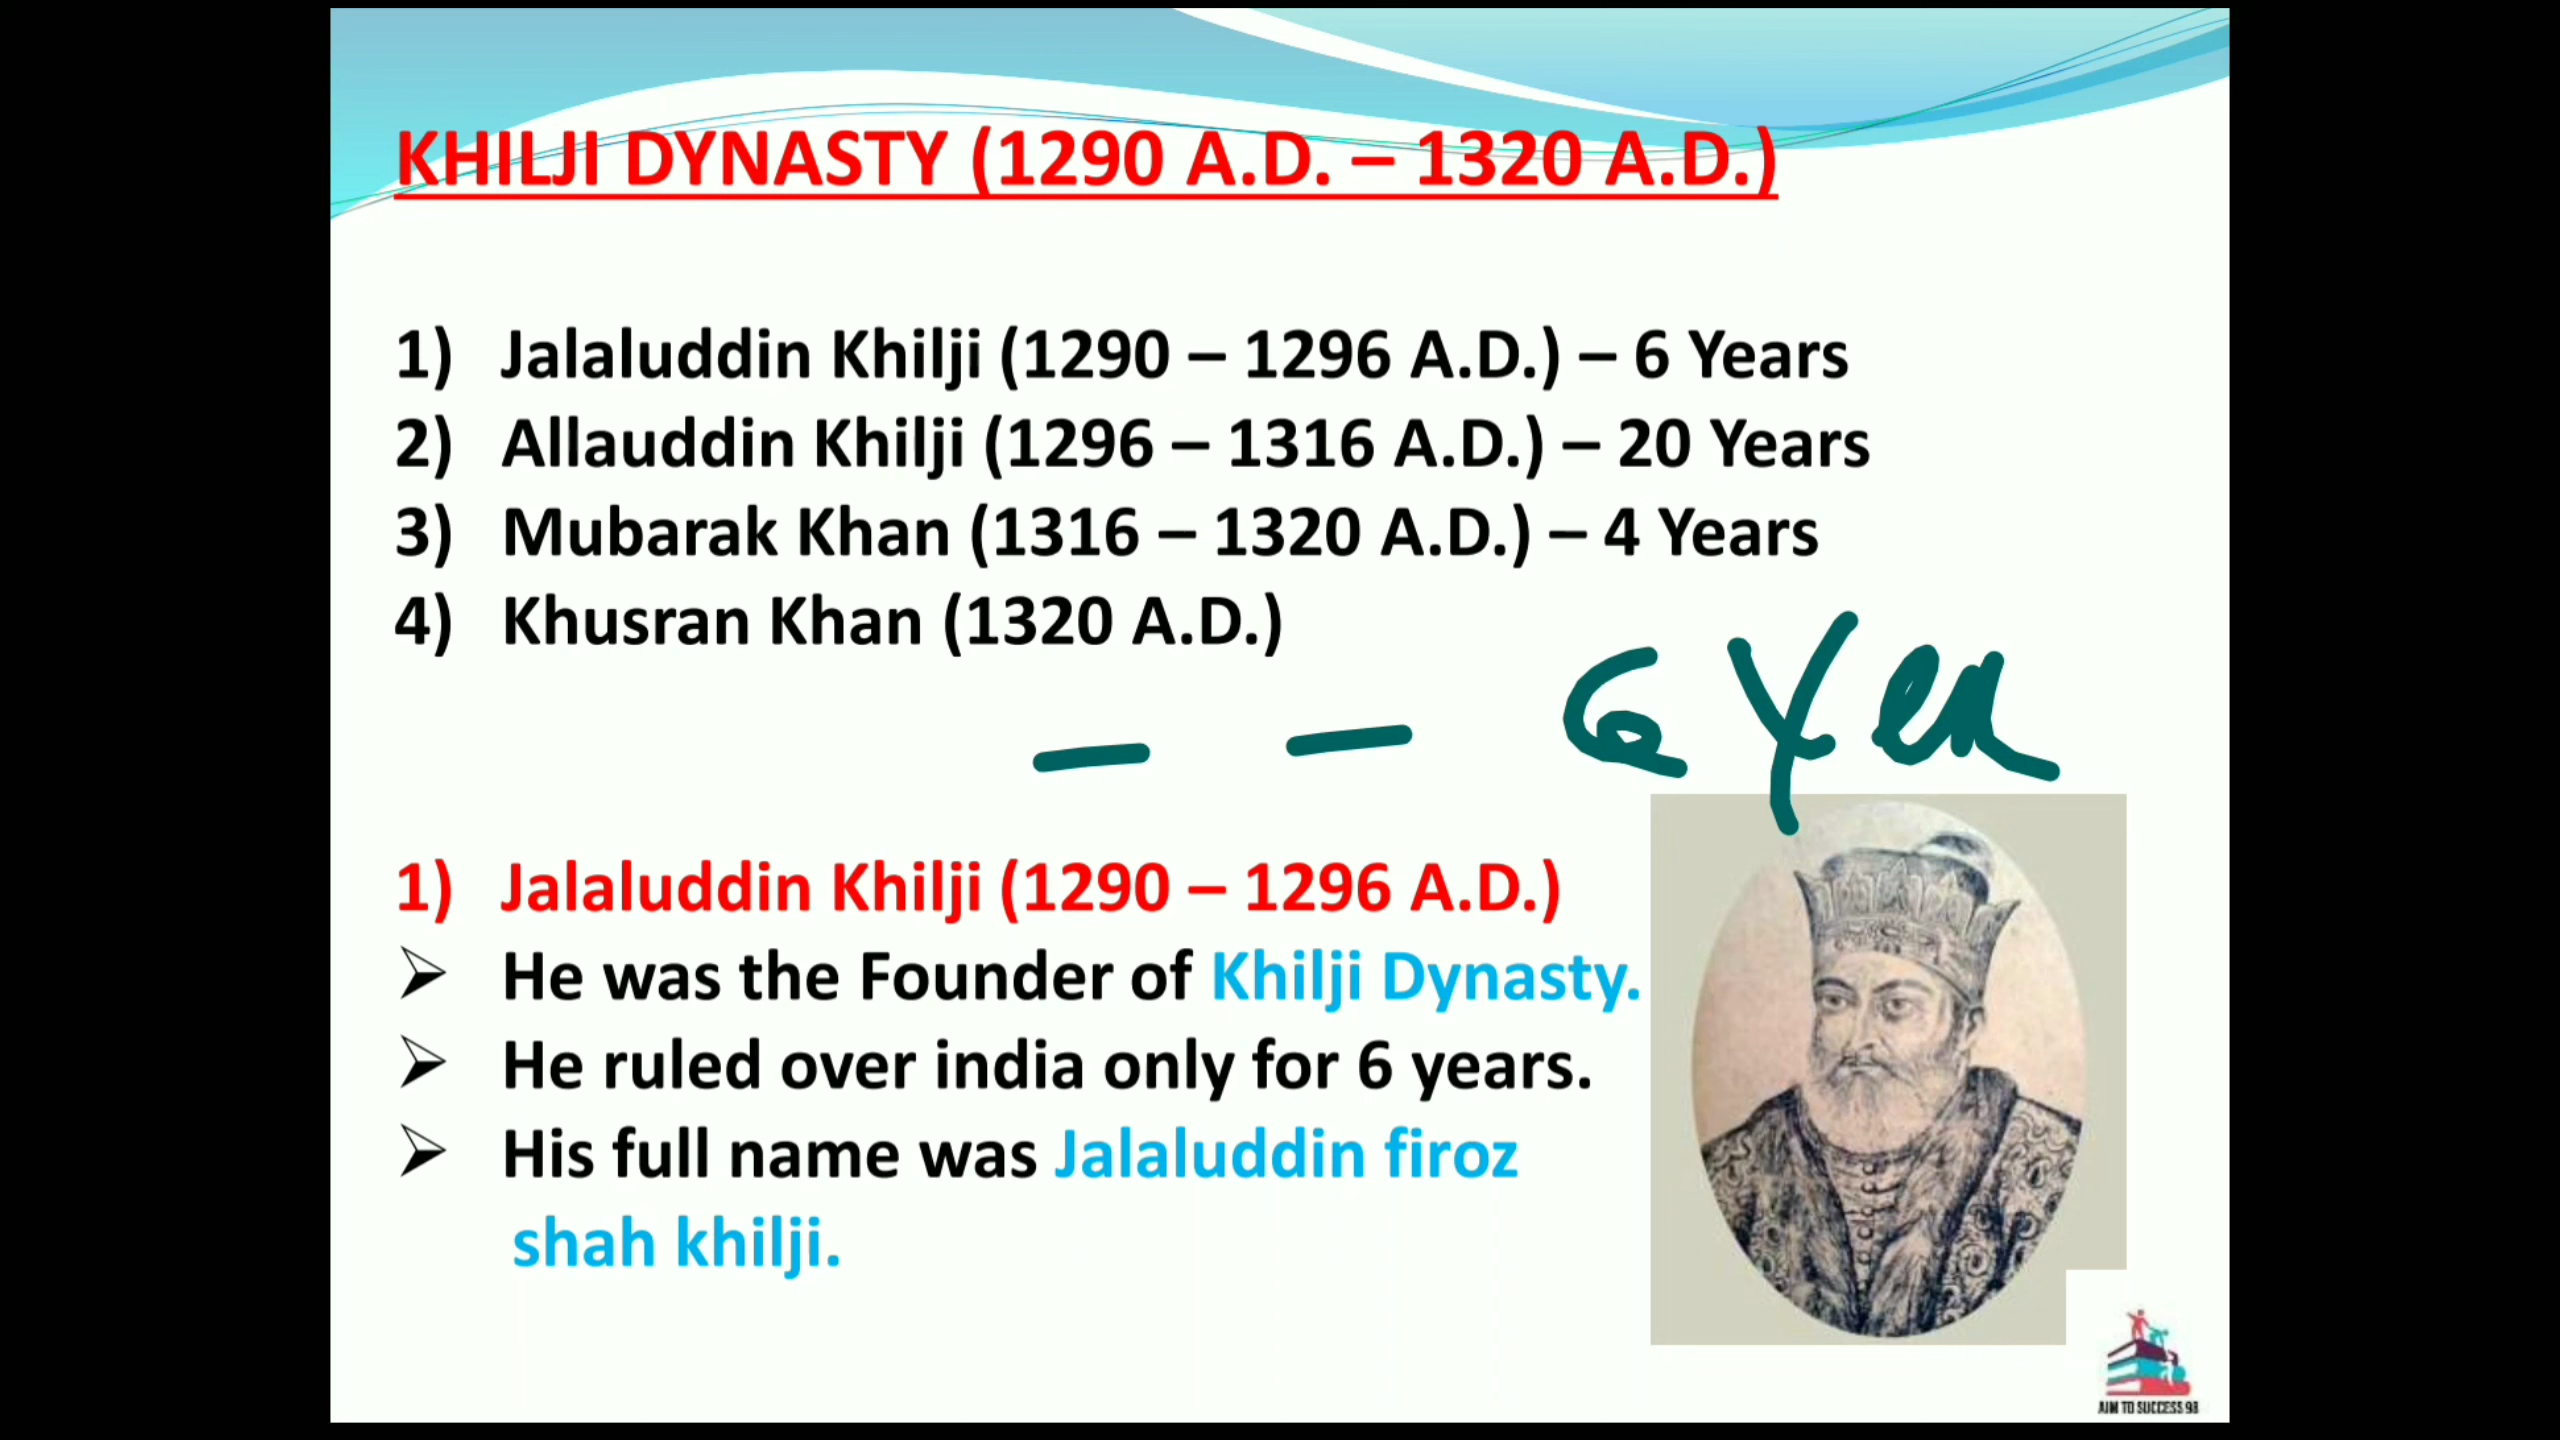 KHILJI DYNASTY (1290 A.D. – 1320 A.D.)
1) Jalaluddin Khilji (1290 – 1296 A.D.) – 6 Years
2) Allauddin Khilji (1296 – 1316 A.D.) – 20 Years
3) Mubarak Khan (1316 – 1320 A.D.) – 4 Years
4) Khusran Khan (1320 A.D.)
– – 6 Yea
1) Jalaluddin Khilji (1290 – 1296 A.D.)
➢ He was the Founder of Khilji Dynasty.
➢ He ruled over india only for 6 years.
➢ His full name was Jalaluddin firoz
shah khilji.
AIM TO SUCCESS 98